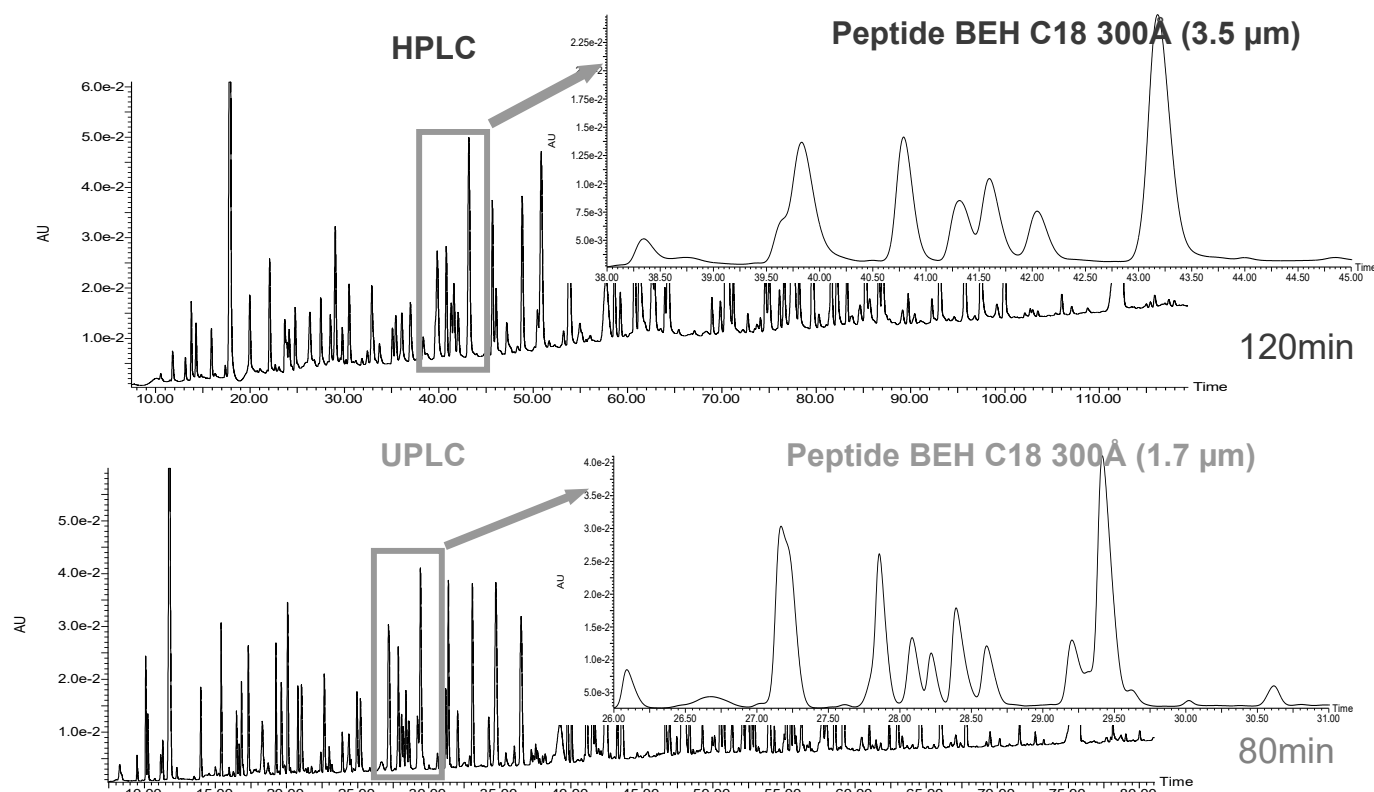 HPLC
Peptide BEH C18 300Å (3.5 µm)
AU
6.0e-2
5.0e-2
4.0e-2
3.0e-2
2.0e-2
1.0e-2
10.00 20.00 30.00 40.00 50.00 60.00 70.00 80.00 90.00 100.00 110.00
Time
AU
2.25e-2
1.75e-2
1.5e-2
1.25e-2
1.0e-2
7.5e-3
5.0e-3
38.00 38.50 39.00 39.50 40.00 40.50 41.00 41.50 42.00 42.50 43.00 43.50 44.00 44.50 45.00
Time
120min
UPLC
Peptide BEH C18 300Å (1.7 µm)
AU
5.0e-2
4.0e-2
3.0e-2
2.0e-2
1.0e-2
Time
AU
4.0e-2
3.5e-2
3.0e-2
2.5e-2
2.0e-2
1.5e-2
1.0e-2
5.0e-3
26.00 26.50 27.00 27.50 28.00 28.50 29.00 29.50 30.00 30.50 31.00
Time
80min